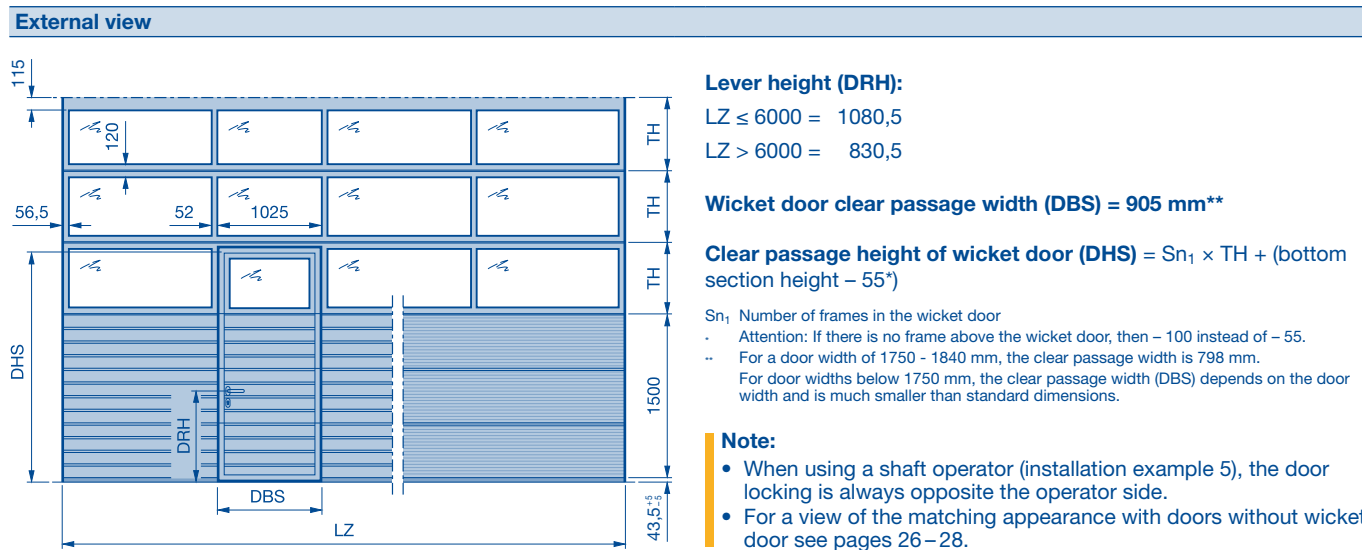 External view
115
120
56,5
52
1025
TH
TH
TH
DHS
DRH
1500
DBS
LZ
43,5 +5 -5
Lever height (DRH):
LZ ≤ 6000 = 1080,5
LZ > 6000 = 830,5
Wicket door clear passage width (DBS) = 905 mm**
Clear passage height of wicket door (DHS) = Sn₁ × TH + (bottom
section height – 55*)
Sn₁ Number of frames in the wicket door
* Attention: If there is no frame above the wicket door, then – 100 instead of – 55.
** For a door width of 1750 - 1840 mm, the clear passage width is 798 mm.
For door widths below 1750 mm, the clear passage width (DBS) depends on the door
width and is much smaller than standard dimensions.
Note:
• When using a shaft operator (installation example 5), the door
locking is always opposite the operator side.
• For a view of the matching appearance with doors without wicket
door see pages 26 – 28.